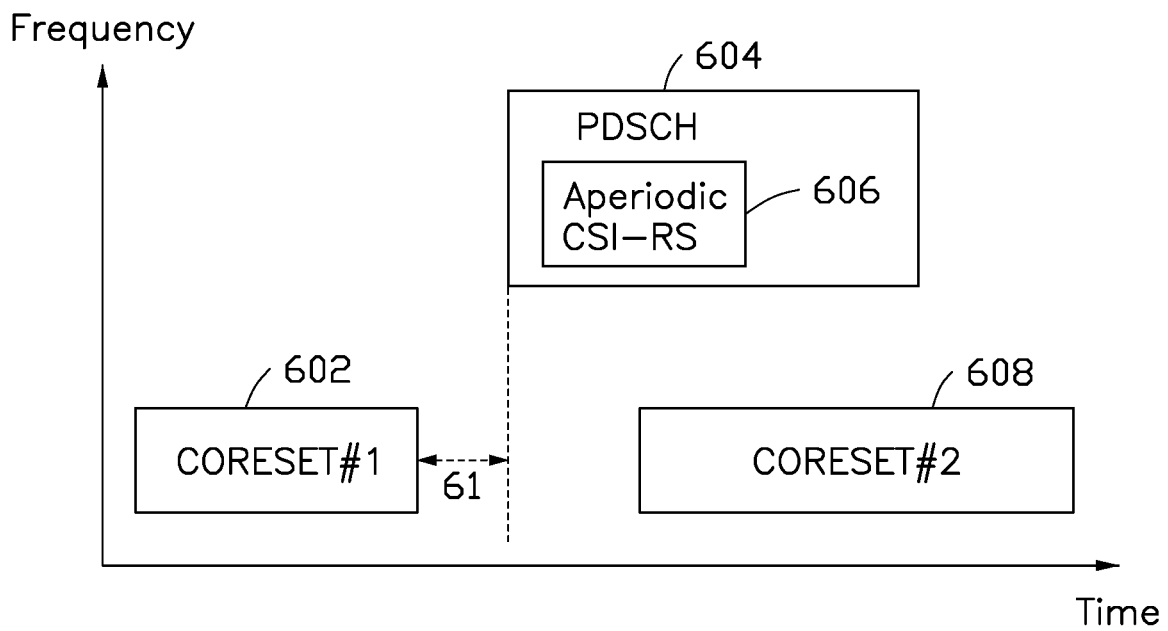 Frequency
604
PDSCH
Aperiodic
CSI-RS
606
602
608
CORESET#1
61
CORESET#2
Time